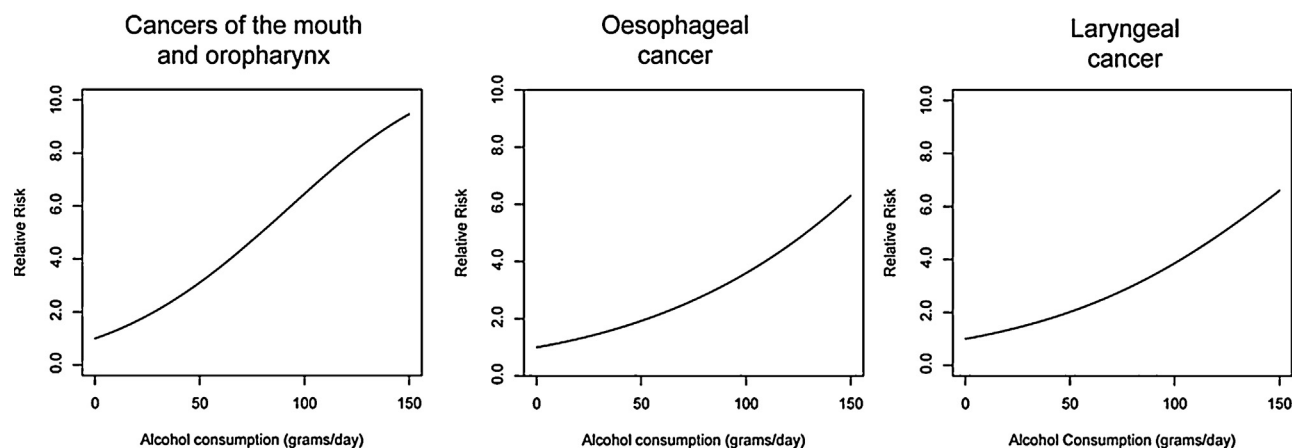 Cancers of the mouth
and oropharynx
Relative Risk
10.0
8.0
6.0
4.0
2.0
0.0
0 50 100 150
Alcohol consumption (grams/day)
Oesophageal
cancer
Relative Risk
10.0
8.0
6.0
4.0
2.0
0.0
0 50 100 150
Alcohol consumption (grams/day)
Laryngeal
cancer
Relative Risk
10.0
8.0
6.0
4.0
2.0
0.0
0 50 100 150
Alcohol Consumption (grams/day)